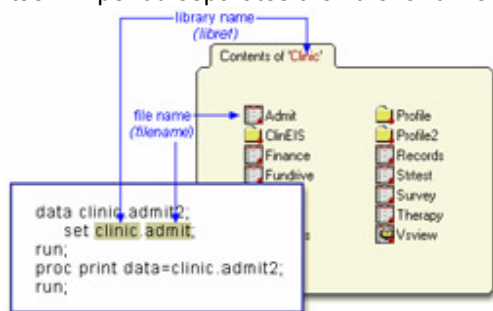 library name
(libref)
Contents of 'Clinic'
file name
(filename)
Admit
Profile
ClinEIS
Profile2
Finance
Records
Fundrive
Strtest
Survey
Therapy
Vsview
data clinic.admit2;
set clinic.admit;
run;
proc print data=clinic.admit2;
run;